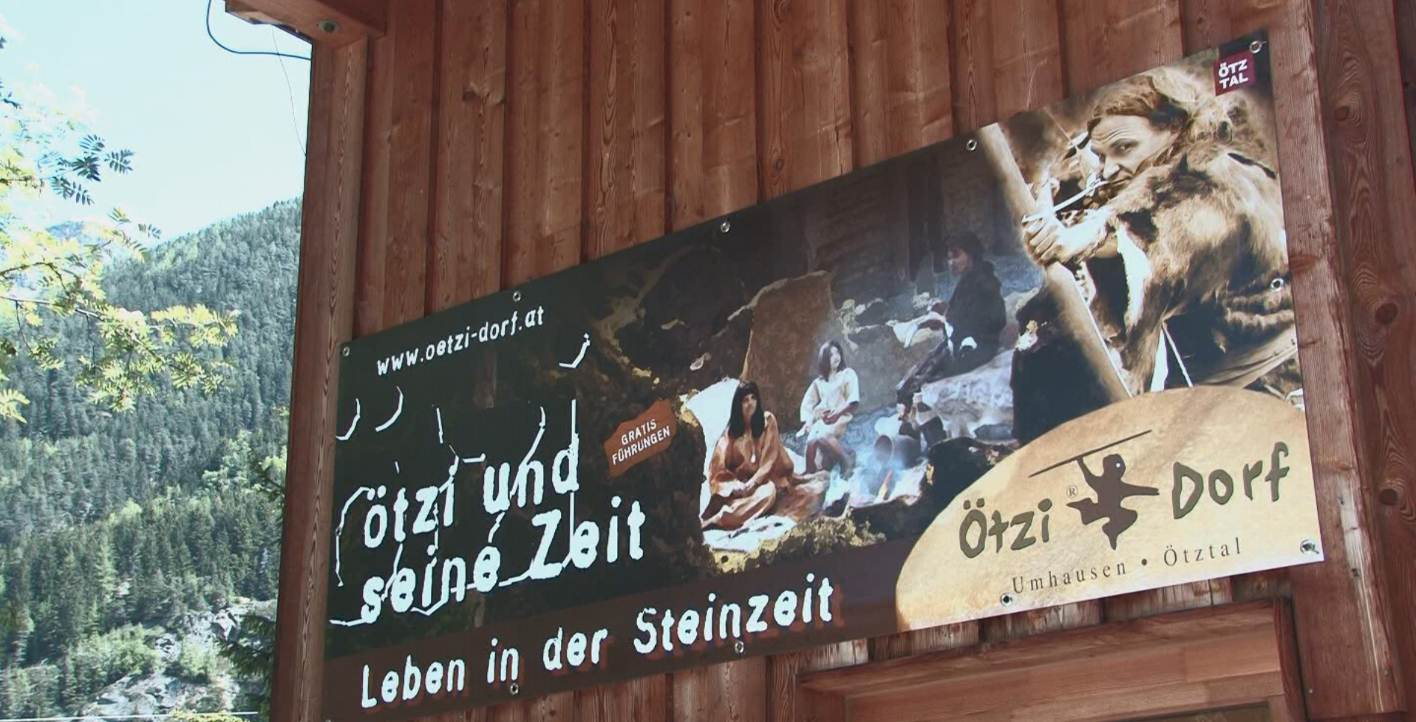 ÖTZ
TAL
www.oetzi-dorf.at
GRATIS
FÜHRUNGEN
ötzi und
seine Zeit
Leben in der Steinzeit
Ötzi ® Dorf
Umhausen • Ötztal